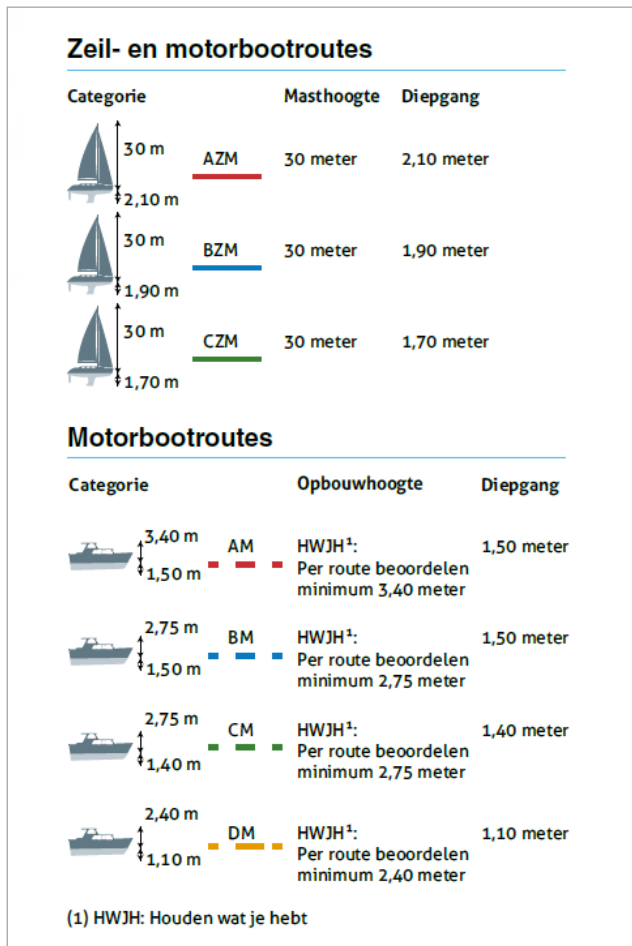 Zeil- en motorbootroutes
Categorie Masthoogte Diepgang
30 m
AZM 30 meter 2,10 meter
2,10 m
30 m
BZM 30 meter 1,90 meter
1,90 m
30 m
CZM 30 meter 1,70 meter
1,70 m
Motorbootroutes
Categorie Opbouwhoogte Diepgang
3,40 m AM HWJH¹: 1,50 meter
1,50 m Per route beoordelen
minimum 3,40 meter
2,75 m BM HWJH¹: 1,50 meter
1,50 m Per route beoordelen
minimum 2,75 meter
2,75 m CM HWJH¹: 1,40 meter
1,40 m Per route beoordelen
minimum 2,75 meter
2,40 m DM HWJH¹: 1,10 meter
1,10 m Per route beoordelen
minimum 2,40 meter
(1) HWJH: Houden wat je hebt